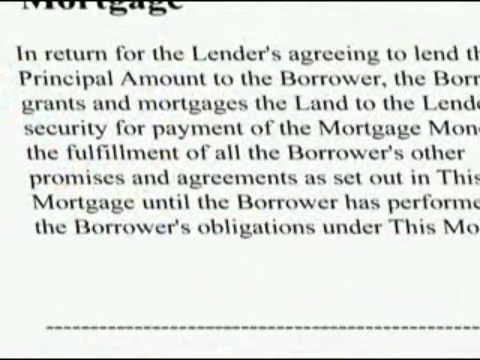 Mortgage
In return for the Lender's agreeing to lend th
Principal Amount to the Borrower, the Borr
grants and mortgages the Land to the Lende
security for payment of the Mortgage Mon
the fulfillment of all the Borrower's other
promises and agreements as set out in This
Mortgage until the Borrower has performe
the Borrower's obligations under This Mo